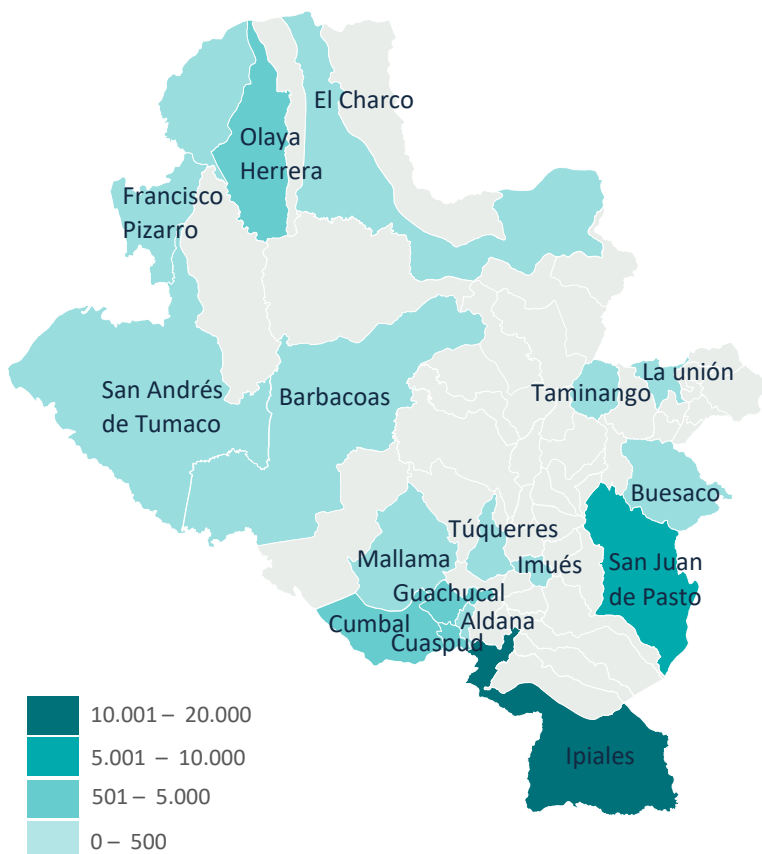 El Charco
Olaya
Herrera
Francisco
Pizarro
San Andrés
de Tumaco
Barbacoas
La unión
Taminango
Buesaco
Túquerres
Mallama
Imués
San Juan
de Pasto
Guachucal
Cumbal
Aldana
Cuaspud
Ipiales
10.001 – 20.000
5.001 – 10.000
501 – 5.000
0 – 500